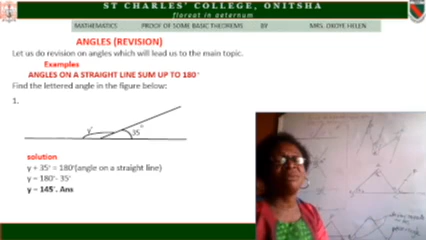 ST CHARLES' COLLEGE, ONITSHA
floreat in aeternum
MATHEMATICS PROOF OF SOME BASIC THEOREMS BY MRS. OKOYE HELEN
ANGLES (REVISION)
Let us do revision on angles which will lead us to the main topic.
Examples
ANGLES ON A STRAIGHT LINE SUM UP TO 180°
Find the lettered angle in the figure below:
1.
y° 35°
solution
y + 35° = 180°(angle on a straight line)
y = 180°- 35°
y = 145°. Ans